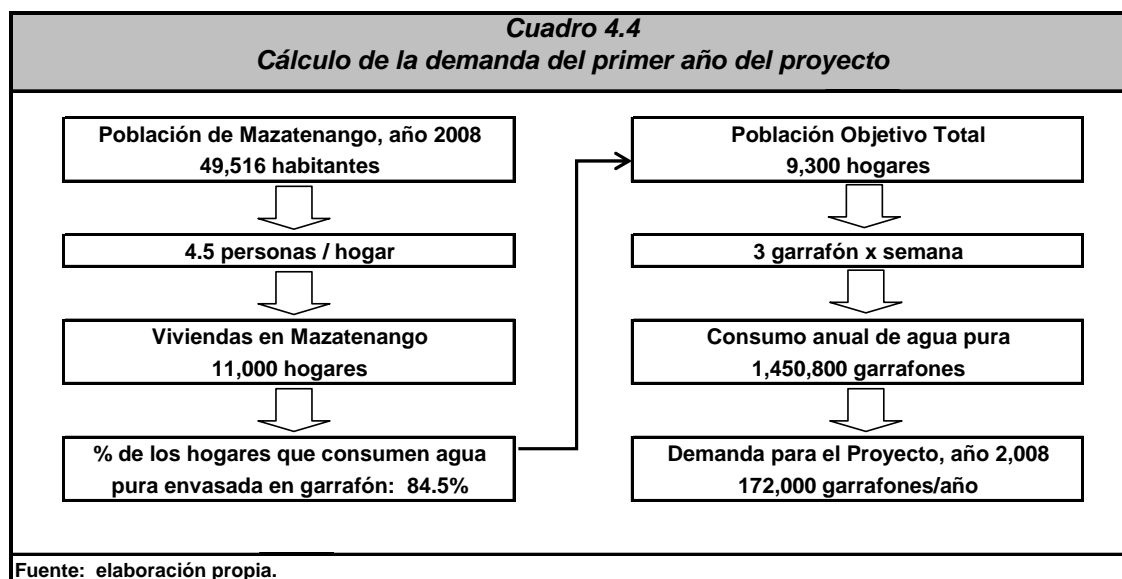 Cuadro 4.4
Cálculo de la demanda del primer año del proyecto
Población de Mazatenango, año 2008
49,516 habitantes
4.5 personas / hogar
Viviendas en Mazatenango
11,000 hogares
% de los hogares que consumen agua
pura envasada en garrafón: 84.5%
Población Objetivo Total
9,300 hogares
3 garrafón x semana
Consumo anual de agua pura
1,450,800 garrafones
Demanda para el Proyecto, año 2,008
172,000 garrafones/año
Fuente: elaboración propia.